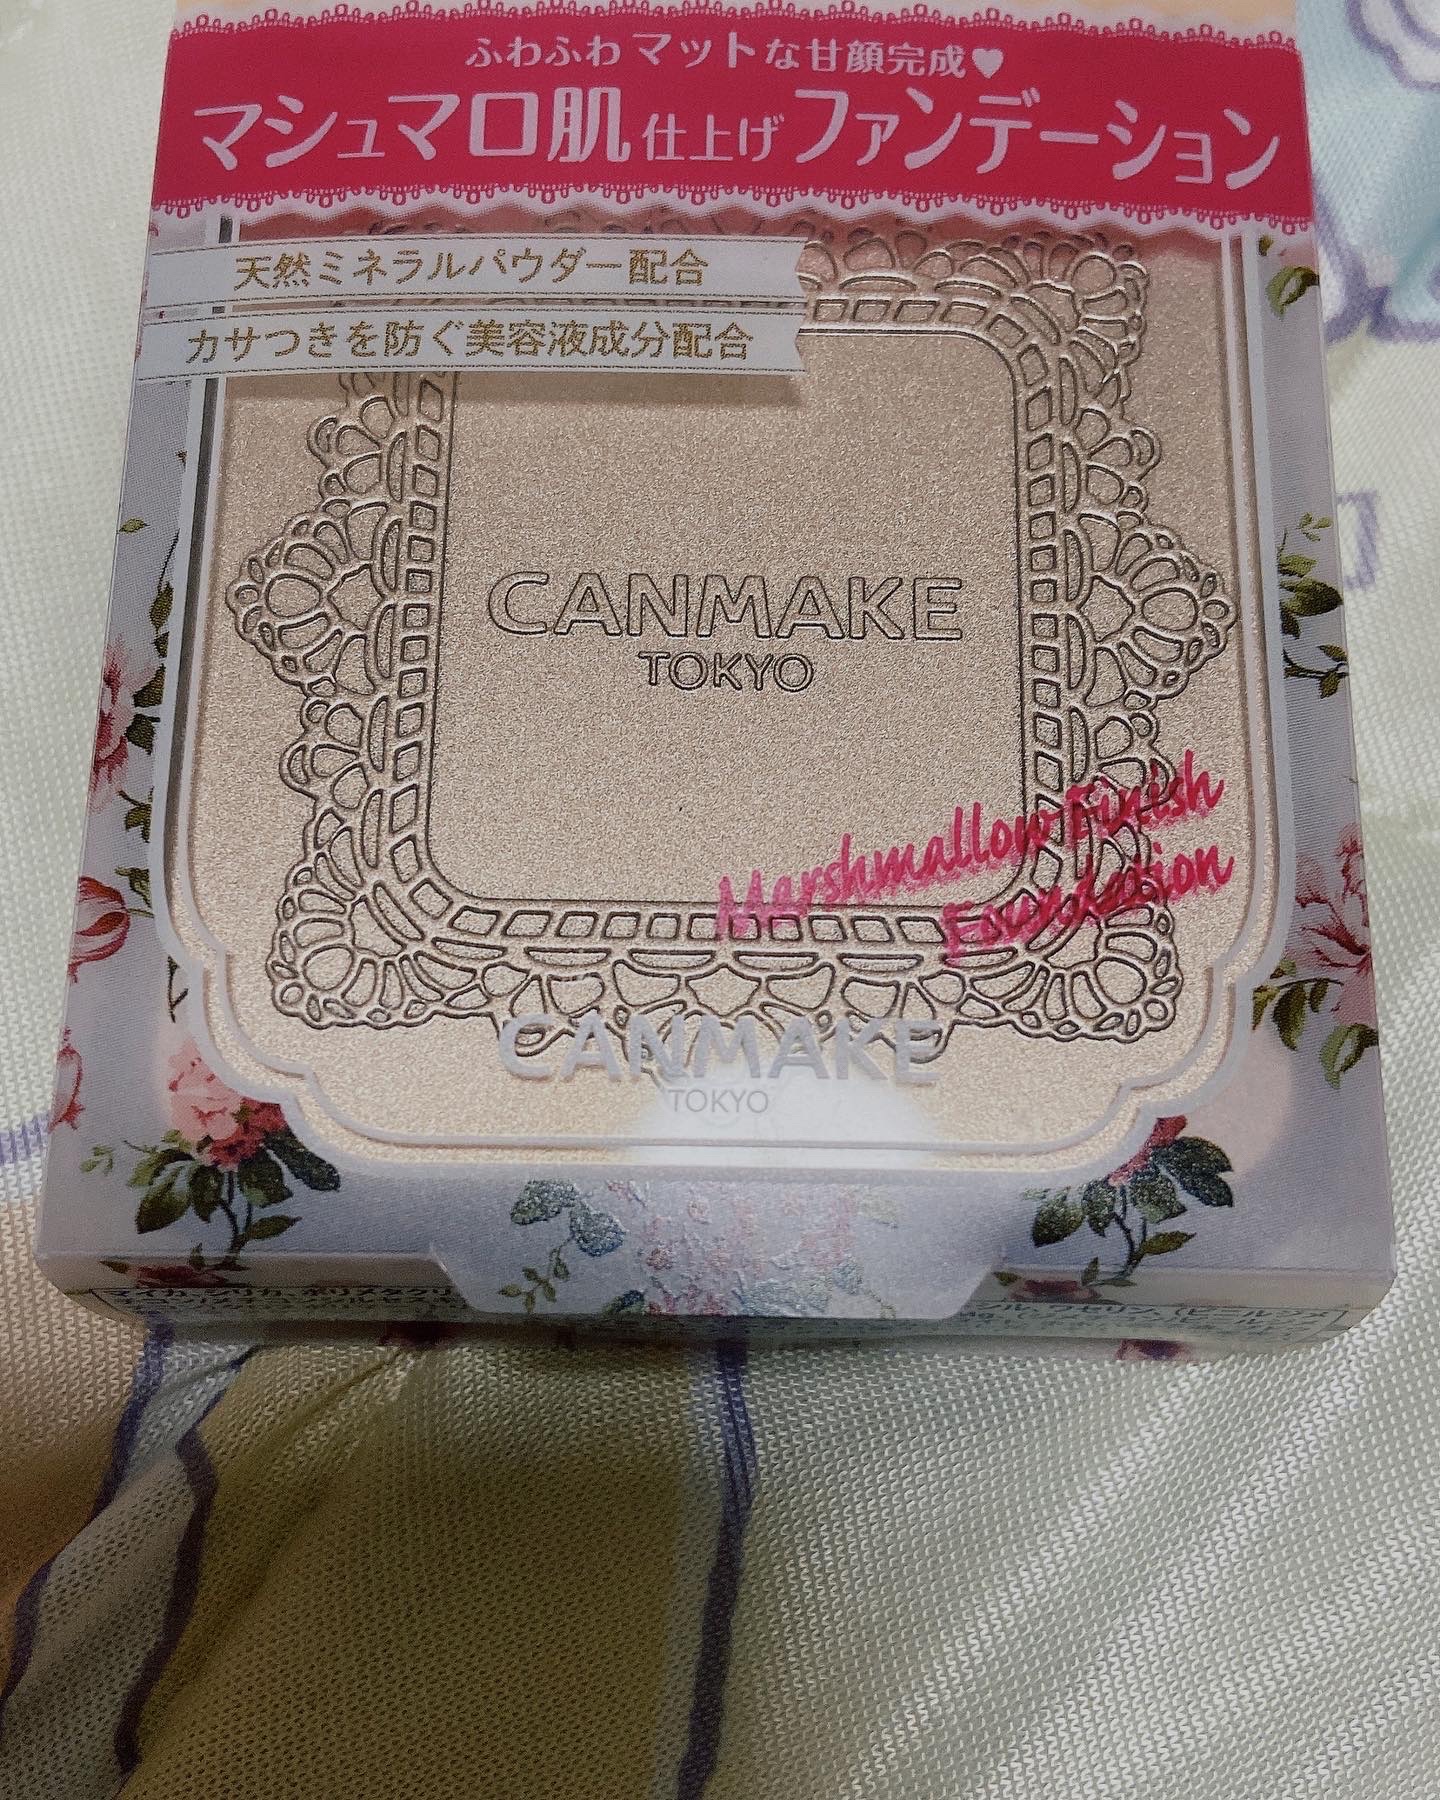 ふわふわマットな甘顔完成♥
マシュマロ肌仕上げファンデーション
天然ミネラルパウダー配合
カサつきを防ぐ美容液成分配合
CANMAKE
TOKYO
Marshmallow Finish
Foundation
CANMAKE
TOKYO